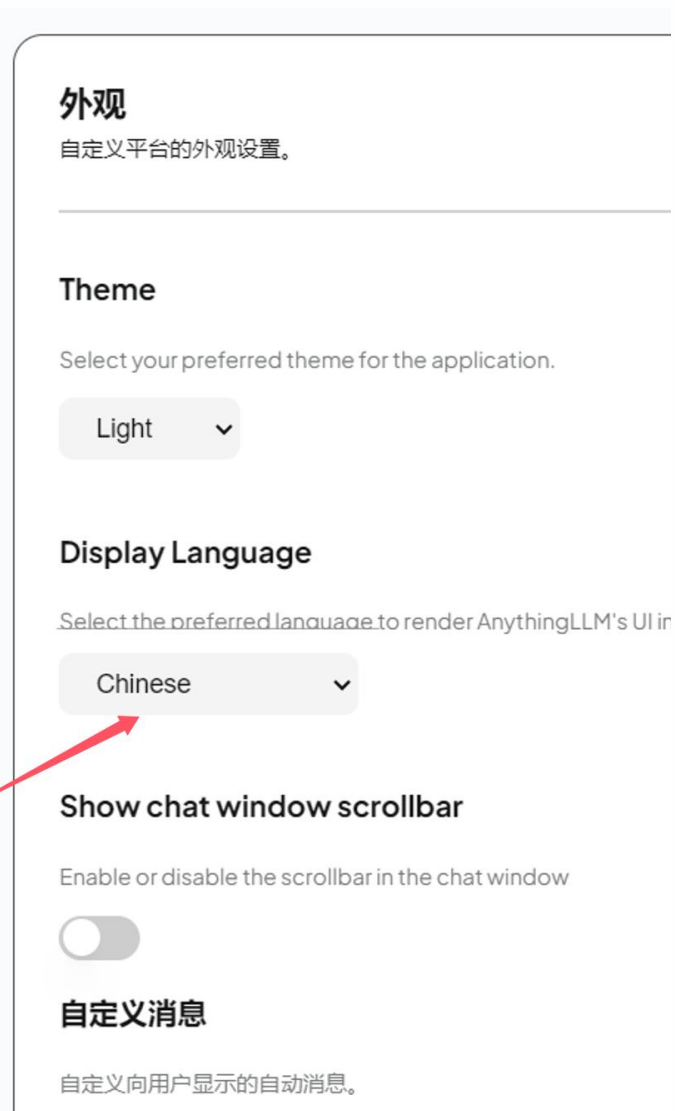 外观
自定义平台的外观设置。
Theme
Select your preferred theme for the application.
Light
Display Language
Select the preferred language to render AnythingLLM's UI in
Chinese
Show chat window scrollbar
Enable or disable the scrollbar in the chat window
自定义消息
自定义向用户显示的自动消息。